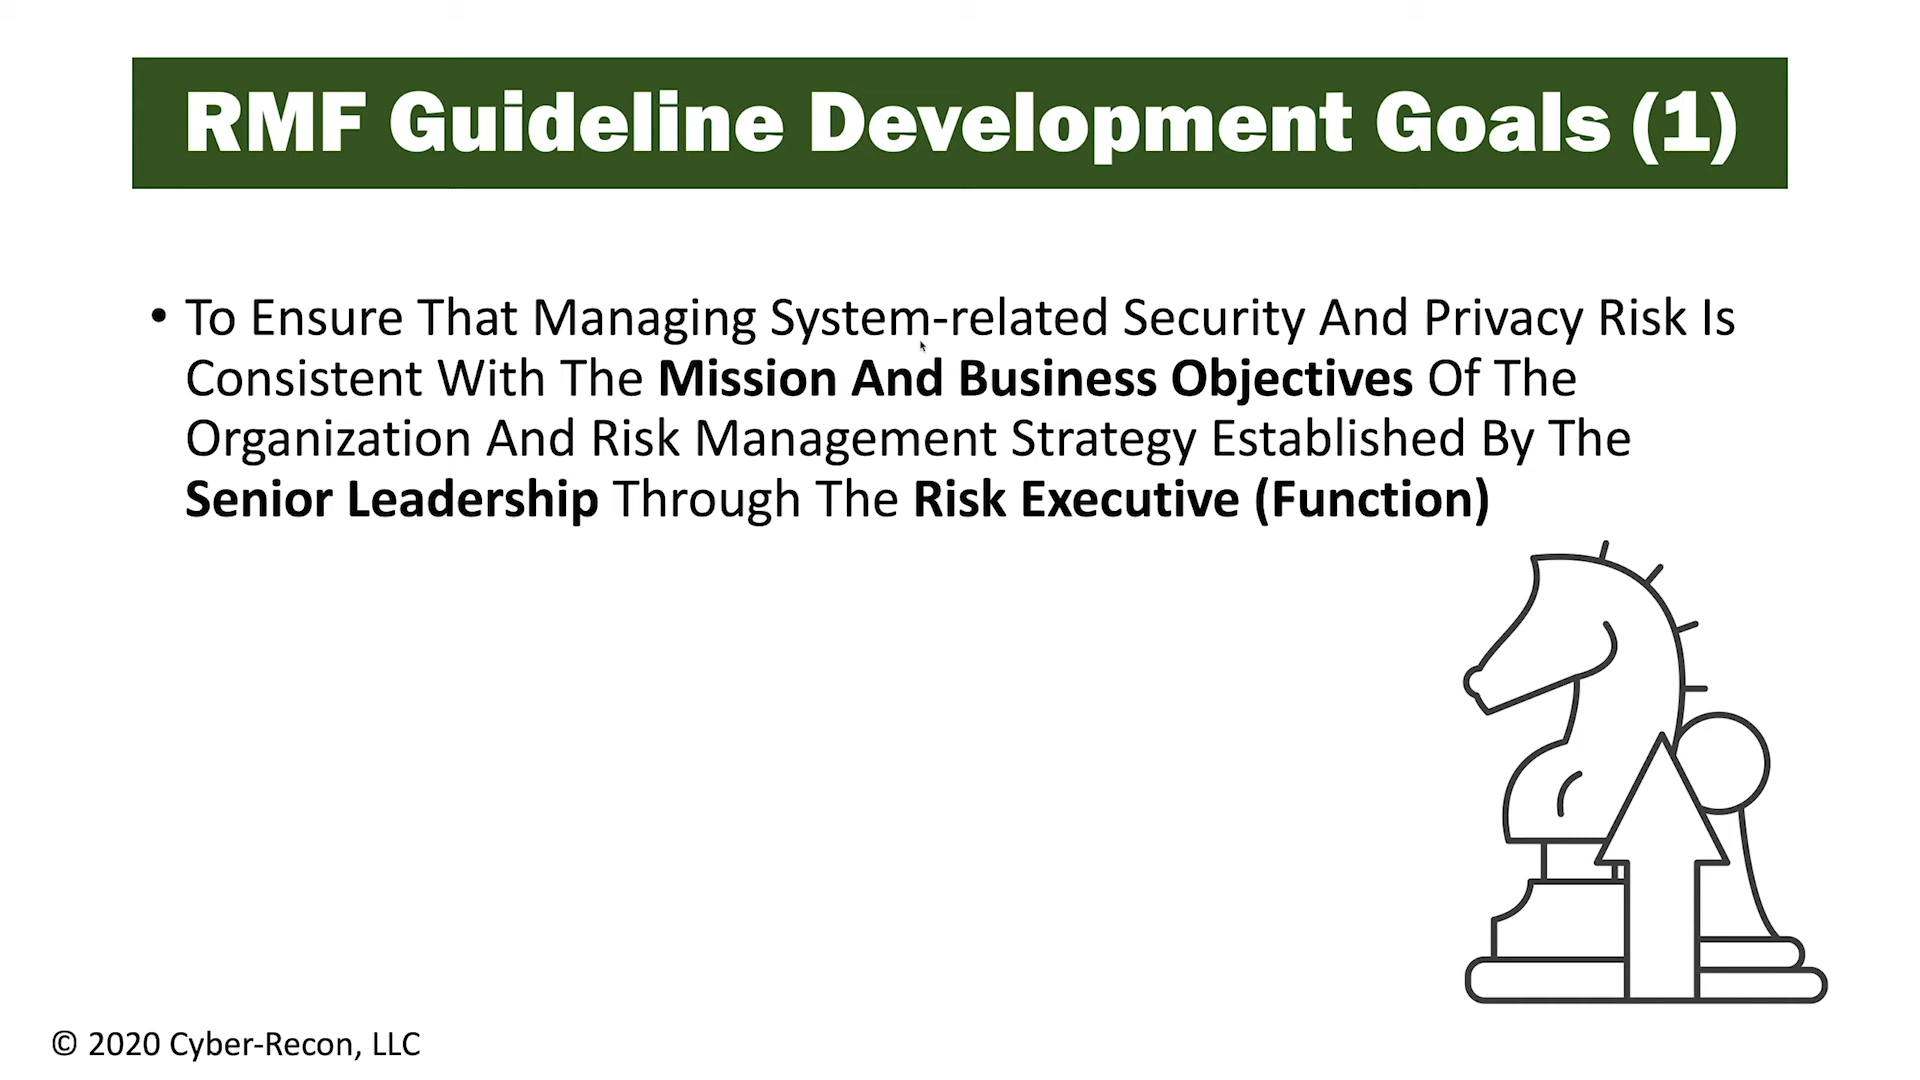 RMF Guideline Development Goals (1)
• To Ensure That Managing System-related Security And Privacy Risk Is
Consistent With The Mission And Business Objectives Of The
Organization And Risk Management Strategy Established By The
Senior Leadership Through The Risk Executive (Function)
© 2020 Cyber-Recon, LLC